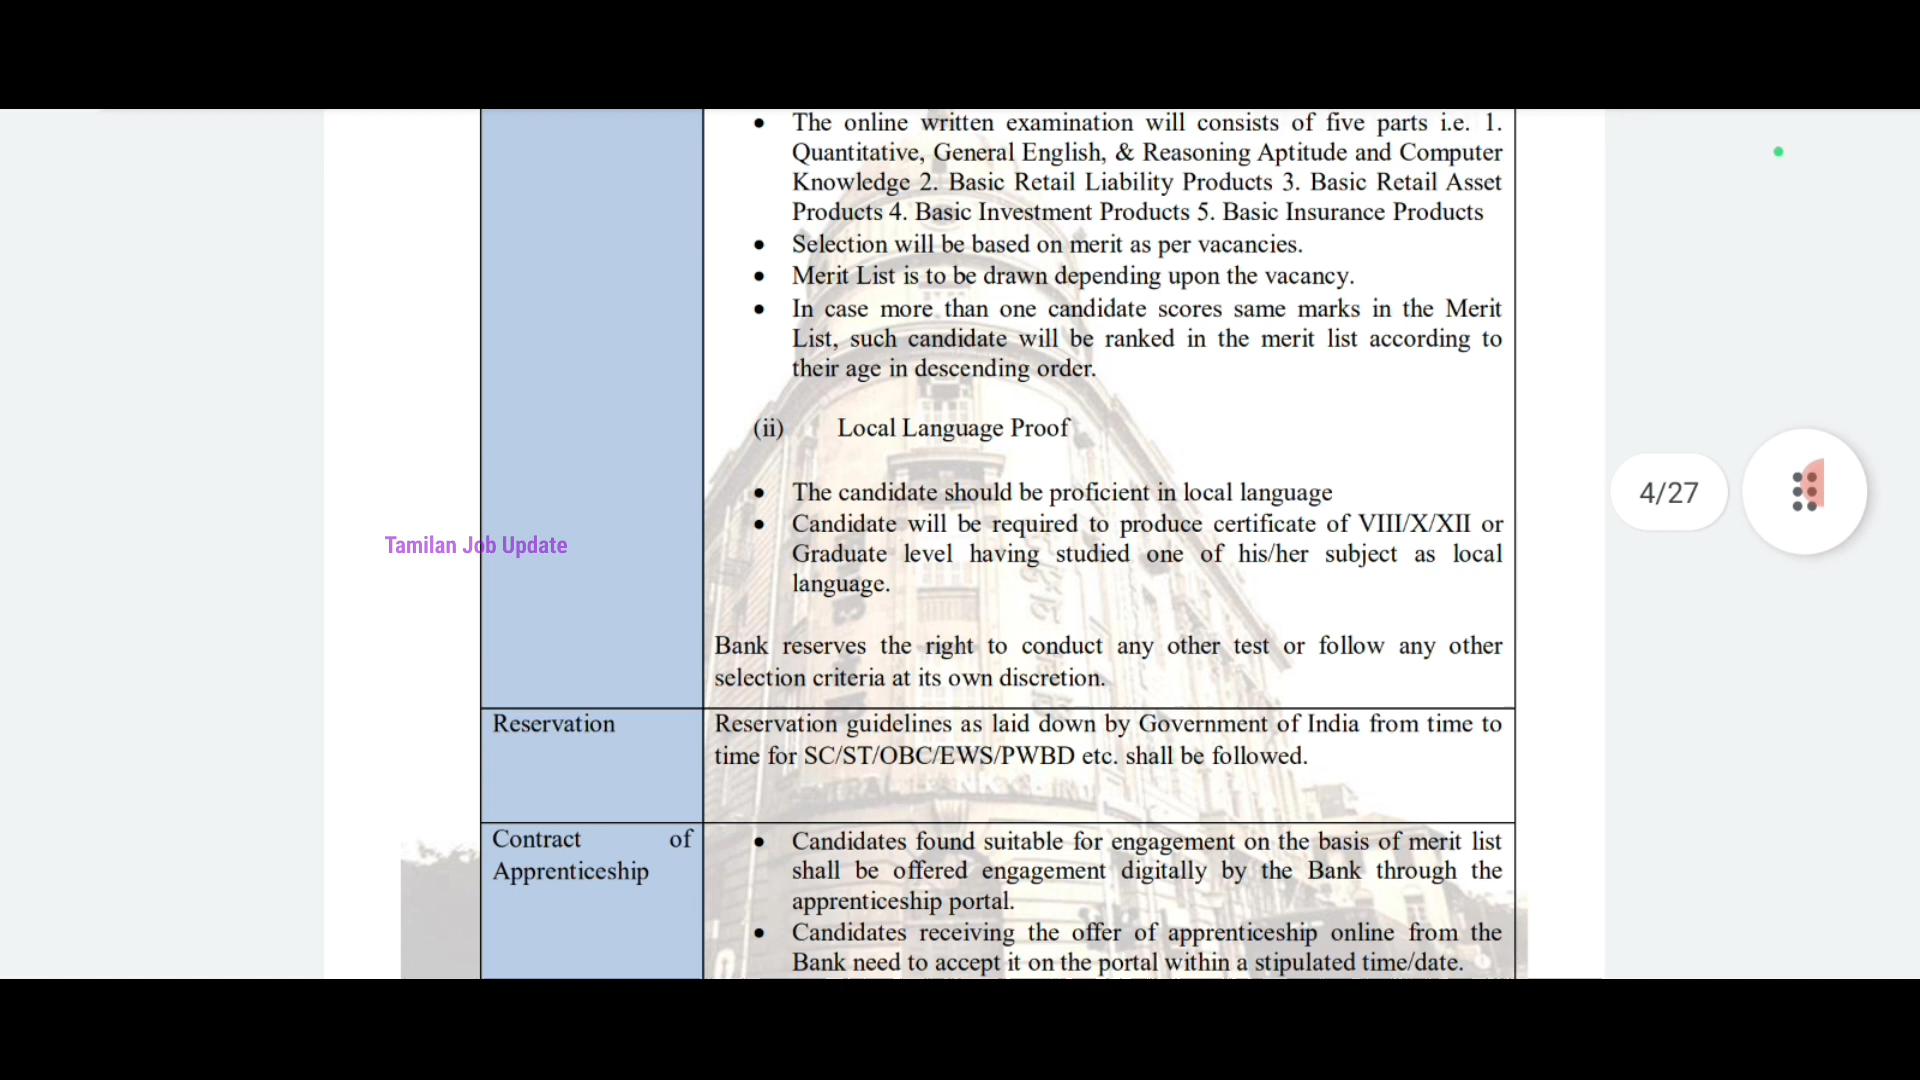 The online written examination will consists of five parts i.e. 1.
Quantitative, General English, & Reasoning Aptitude and Computer
Knowledge 2. Basic Retail Liability Products 3. Basic Retail Asset
Products 4. Basic Investment Products 5. Basic Insurance Products
Selection will be based on merit as per vacancies.
Merit List is to be drawn depending upon the vacancy.
In case more than one candidate scores same marks in the Merit
List, such candidate will be ranked in the merit list according to
their age in descending order.
(ii) Local Language Proof
The candidate should be proficient in local language
Candidate will be required to produce certificate of VIII/X/XII or
Graduate level having studied one of his/her subject as local
language.
Bank reserves the right to conduct any other test or follow any other
selection criteria at its own discretion.
Reservation
Reservation guidelines as laid down by Government of India from time to
time for SC/ST/OBC/EWS/PWBD etc. shall be followed.
Contract of
Apprenticeship
Candidates found suitable for engagement on the basis of merit list
shall be offered engagement digitally by the Bank through the
apprenticeship portal.
Candidates receiving the offer of apprenticeship online from the
Bank need to accept it on the portal within a stipulated time/date.
Tamilan Job Update
4/27